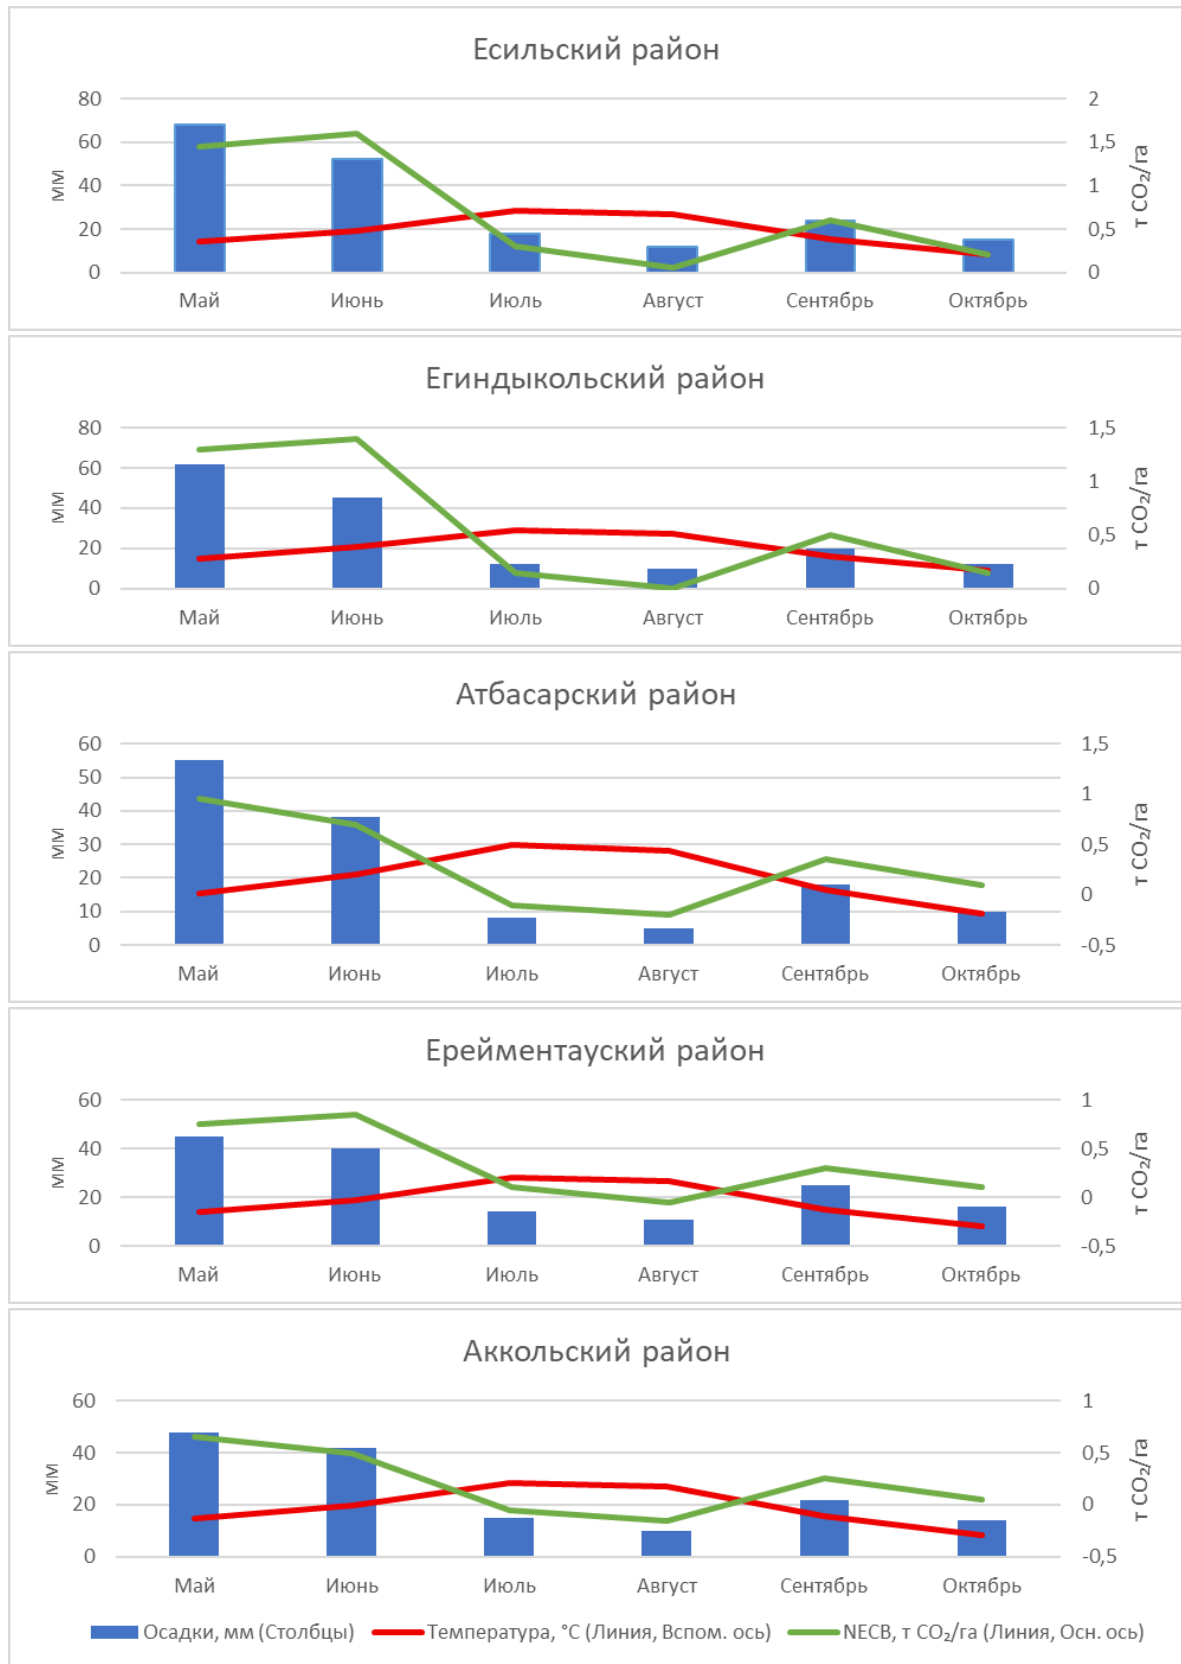 Есильский район
80
60
40
20
0
мм
2
1,5
1
0,5
0
т CO₂/га
Май Июнь Июль Август Сентябрь Октябрь
Егиндыкольский район
80
60
40
20
0
мм
1,5
1
0,5
0
т CO₂/га
Май Июнь Июль Август Сентябрь Октябрь
Атбасарский район
60
50
40
30
20
10
0
мм
1,5
1
0,5
0
-0,5
т CO₂/га
Май Июнь Июль Август Сентябрь Октябрь
Ерейментауский район
60
40
20
0
мм
1
0,5
0
-0,5
т CO₂/га
Май Июнь Июль Август Сентябрь Октябрь
Аккольский район
60
40
20
0
мм
1
0,5
0
-0,5
т CO₂/га
Май Июнь Июль Август Сентябрь Октябрь
Осадки, мм (Столбцы) Температура, °C (Линия, Вспом. ось) NECB, т CO₂/га (Линия, Осн. ось)